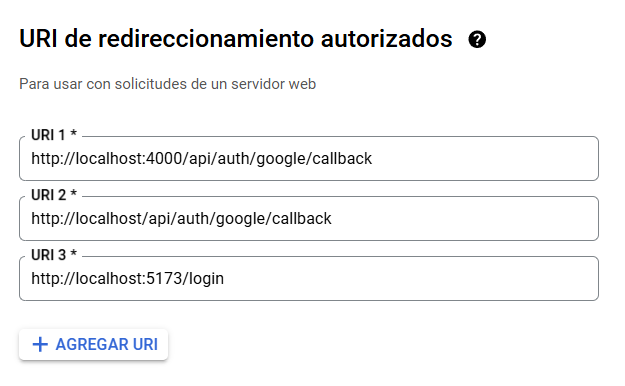 URI de redireccionamiento autorizados ?
Para usar con solicitudes de un servidor web
URI 1 *
http://localhost:4000/api/auth/google/callback
URI 2 *
http://localhost/api/auth/google/callback
URI 3 *
http://localhost:5173/login
+ AGREGAR URI